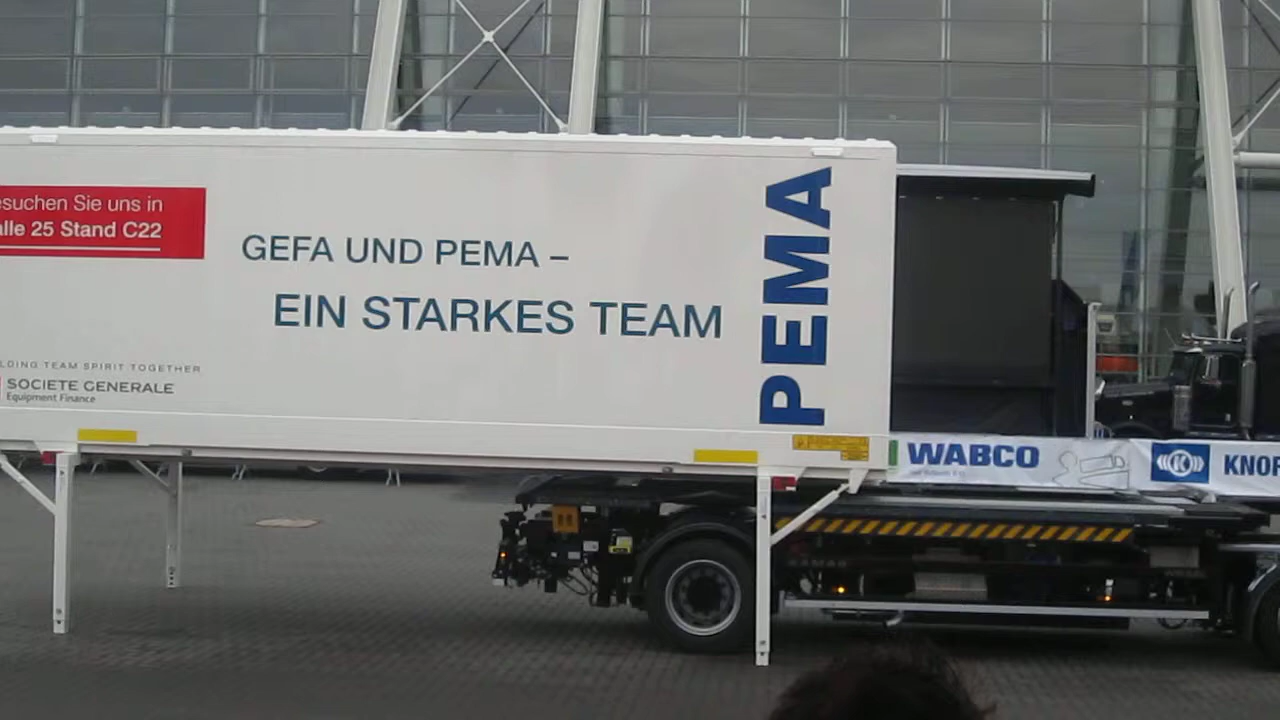 esuchen Sie uns in
alle 25 Stand C22
GEFA UND PEMA –
EIN STARKES TEAM
PEMA
LDING TEAM SPIRIT TOGETHER
SOCIETE GENERALE
Equipment Finance
WABCO
KNOR